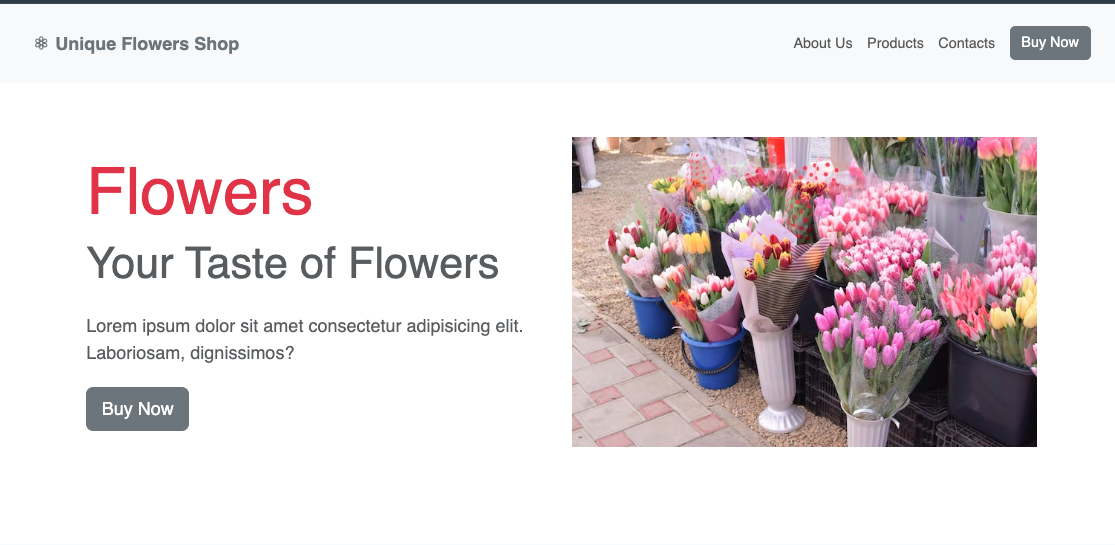 Unique Flowers Shop
About Us Products Contacts Buy Now
Flowers
Your Taste of Flowers
Lorem ipsum dolor sit amet consectetur adipisicing elit.
Laboriosam, dignissimos?
Buy Now